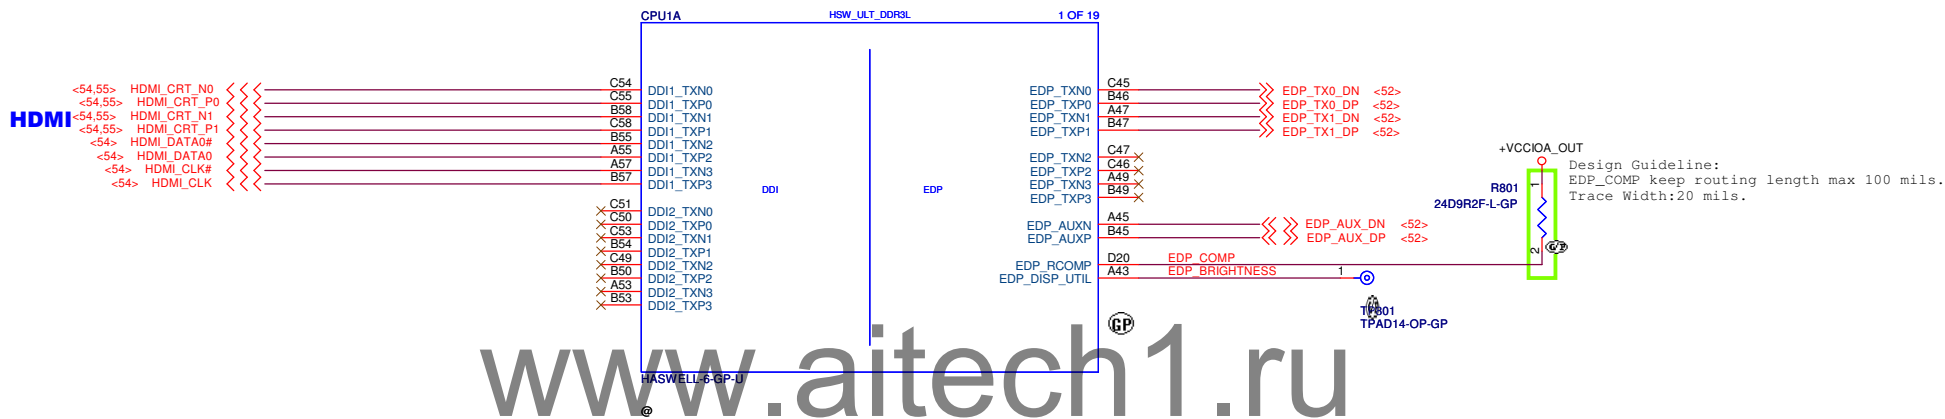 CPU1A HSW_ULT_DDR3L 1 OF 19
HDMI
<54,55> HDMI_CRT_N0 C54 DDI1_TXN0
<54,55> HDMI_CRT_P0 C55 DDI1_TXP0
<54,55> HDMI_CRT_N1 B58 DDI1_TXN1
<54,55> HDMI_CRT_P1 C58 DDI1_TXP1
<54> HDMI_DATA0# B55 DDI1_TXN2
<54> HDMI_DATA0 A55 DDI1_TXP2
<54> HDMI_CLK# A57 DDI1_TXN3
<54> HDMI_CLK B57 DDI1_TXP3
C51 DDI2_TXN0
C50 DDI2_TXP0
C53 DDI2_TXN1
B54 DDI2_TXP1
C49 DDI2_TXN2
B50 DDI2_TXP2
A53 DDI2_TXN3
B53 DDI2_TXP3
DDI EDP
EDP_TXN0 C45 EDP_TX0_DN <52>
EDP_TXP0 B46 EDP_TX0_DP <52>
EDP_TXN1 A47 EDP_TX1_DN <52>
EDP_TXP1 B47 EDP_TX1_DP <52>
EDP_TXN2 C47
EDP_TXP2 C46
EDP_TXN3 A49
EDP_TXP3 B49
EDP_AUXN A45 EDP_AUX_DN <52>
EDP_AUXP B45 EDP_AUX_DP <52>
EDP_RCOMP D20 EDP_COMP
EDP_DISP_UTIL A43 EDP_BRIGHTNESS 1
+VCCIOA_OUT
R801
24D9R2F-L-GP
1
2
Design Guideline:
EDP_COMP keep routing length max 100 mils.
Trace Width:20 mils.
TP801
TPAD14-OP-GP
GP
HASWELL-6-GP-U
@
www.aitech1.ru